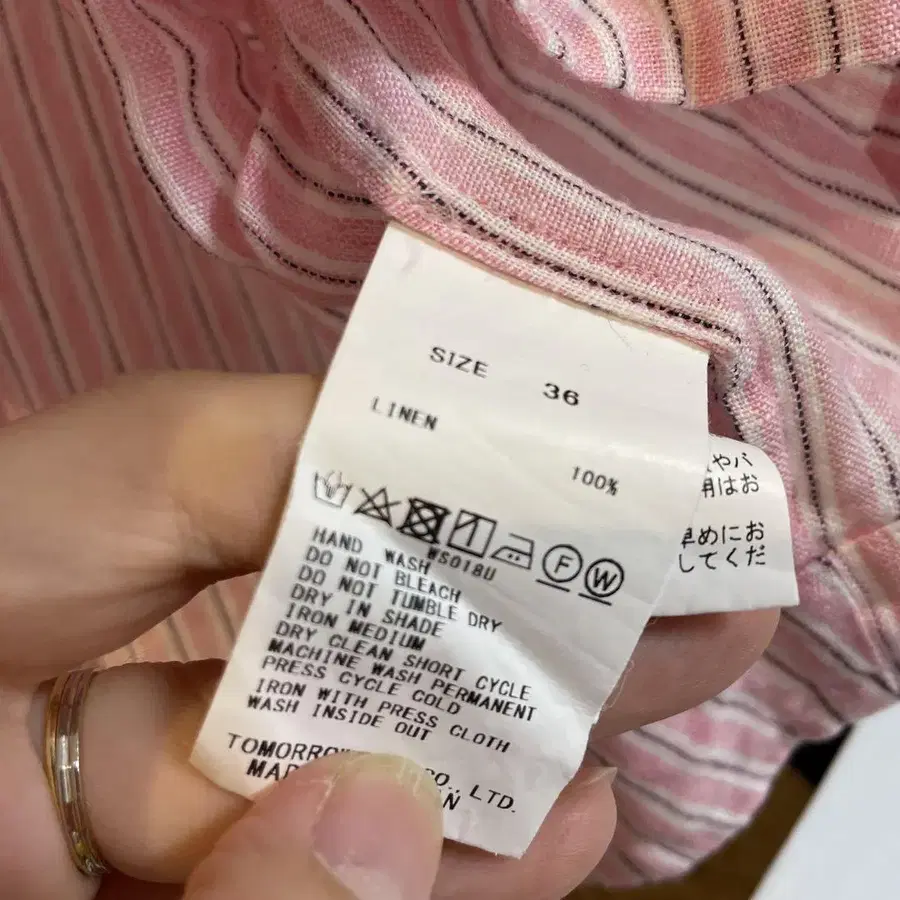 SIZE 36
LINEN
100%
F W
WS018U
HAND WASH
DO NOT BLEACH
DO NOT TUMBLE DRY
DRY IN SHADE
IRON MEDIUM
DRY CLEAN SHORT CYCLE
MACHINE WASH PERMANENT
PRESS CYCLE COLD
IRON WITH PRESS CLOTH
WASH INSIDE OUT
CO., LTD.
やバ
用はお
早めにお
してくだ